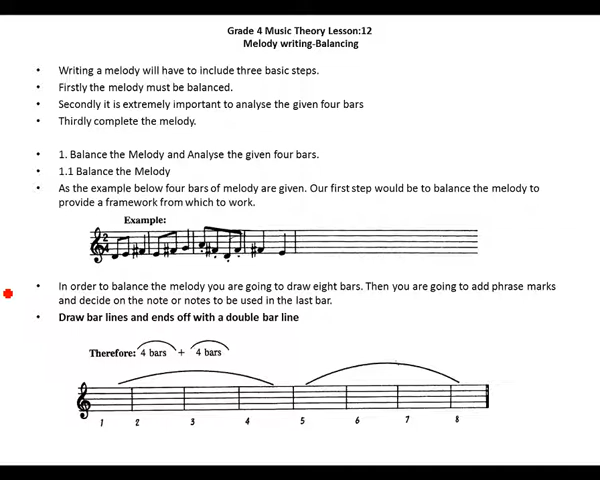 Grade 4 Music Theory Lesson:12
Melody writing-Balancing
• Writing a melody will have to include three basic steps.
• Firstly the melody must be balanced.
• Secondly it is extremely important to analyse the given four bars
• Thirdly complete the melody.
• 1. Balance the Melody and Analyse the given four bars.
• 1.1 Balance the Melody
• As the example below four bars of melody are given. Our first step would be to balance the melody to
provide a framework from which to work.
Example:
2
4
• In order to balance the melody you are going to draw eight bars. Then you are going to add phrase marks
and decide on the note or notes to be used in the last bar.
• Draw bar lines and ends off with a double bar line
Therefore: 4 bars + 4 bars
1 2 3 4 5 6 7 8